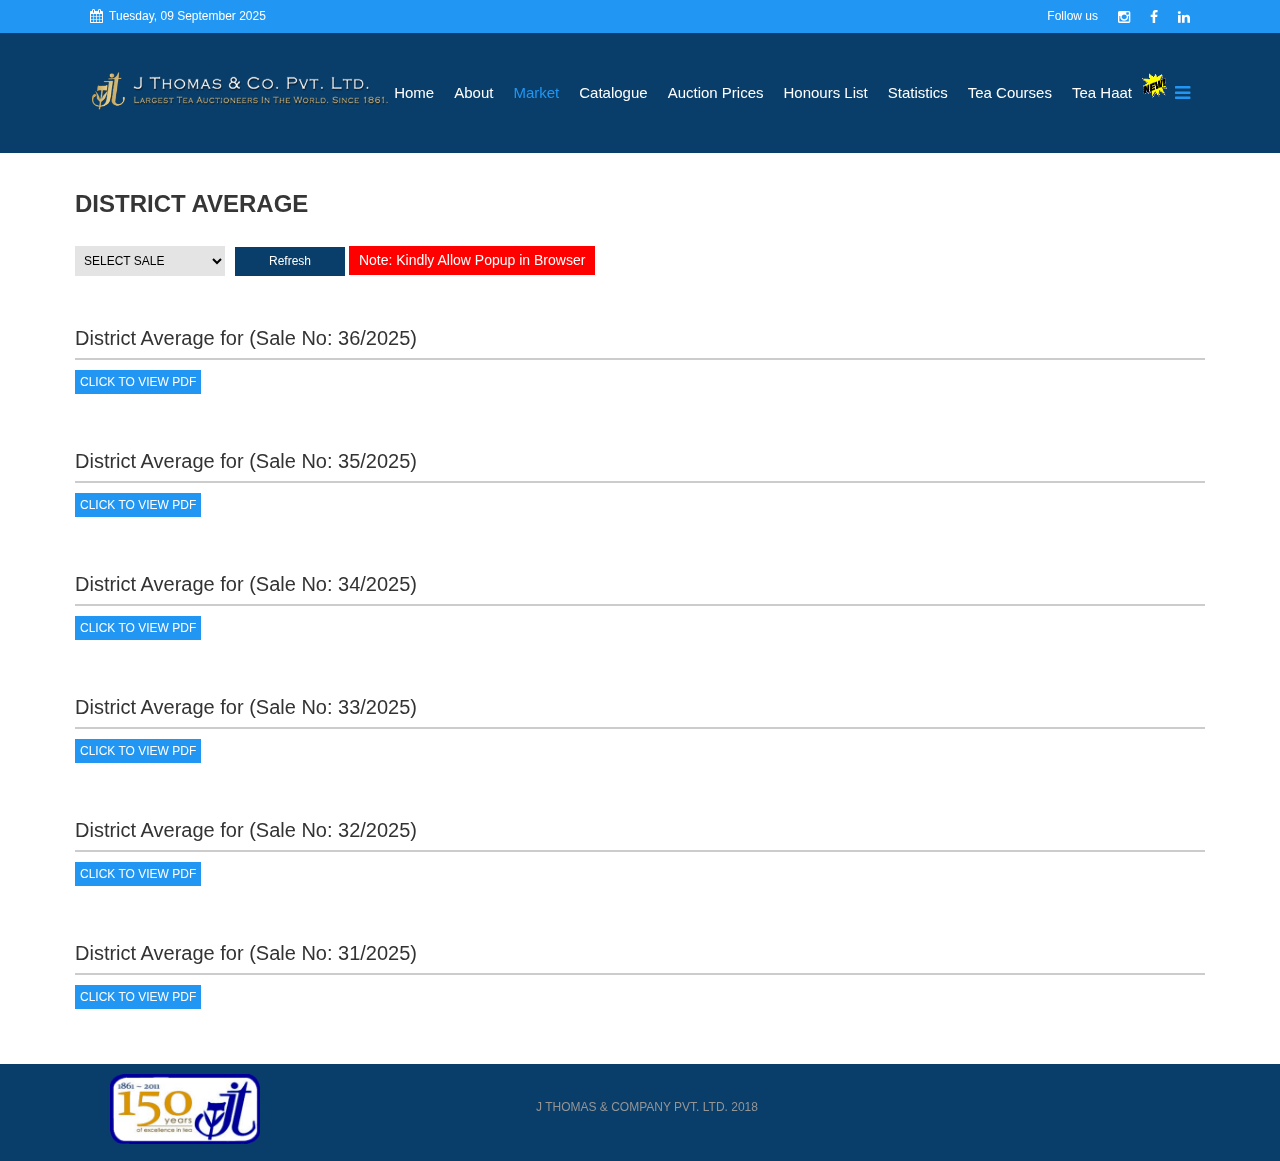 Tuesday, 09 September 2025
Follow us
J THOMAS & CO. PVT. LTD.
LARGEST TEA AUCTIONEERS IN THE WORLD. SINCE 1861.
Home About Market Catalogue Auction Prices Honours List Statistics Tea Courses Tea Haat NEW!
DISTRICT AVERAGE
SELECT SALE Refresh Note: Kindly Allow Popup in Browser
District Average for (Sale No: 36/2025)
CLICK TO VIEW PDF
District Average for (Sale No: 35/2025)
CLICK TO VIEW PDF
District Average for (Sale No: 34/2025)
CLICK TO VIEW PDF
District Average for (Sale No: 33/2025)
CLICK TO VIEW PDF
District Average for (Sale No: 32/2025)
CLICK TO VIEW PDF
District Average for (Sale No: 31/2025)
CLICK TO VIEW PDF
1861 – 2011
150
years
of excellence in tea
J THOMAS & COMPANY PVT. LTD. 2018